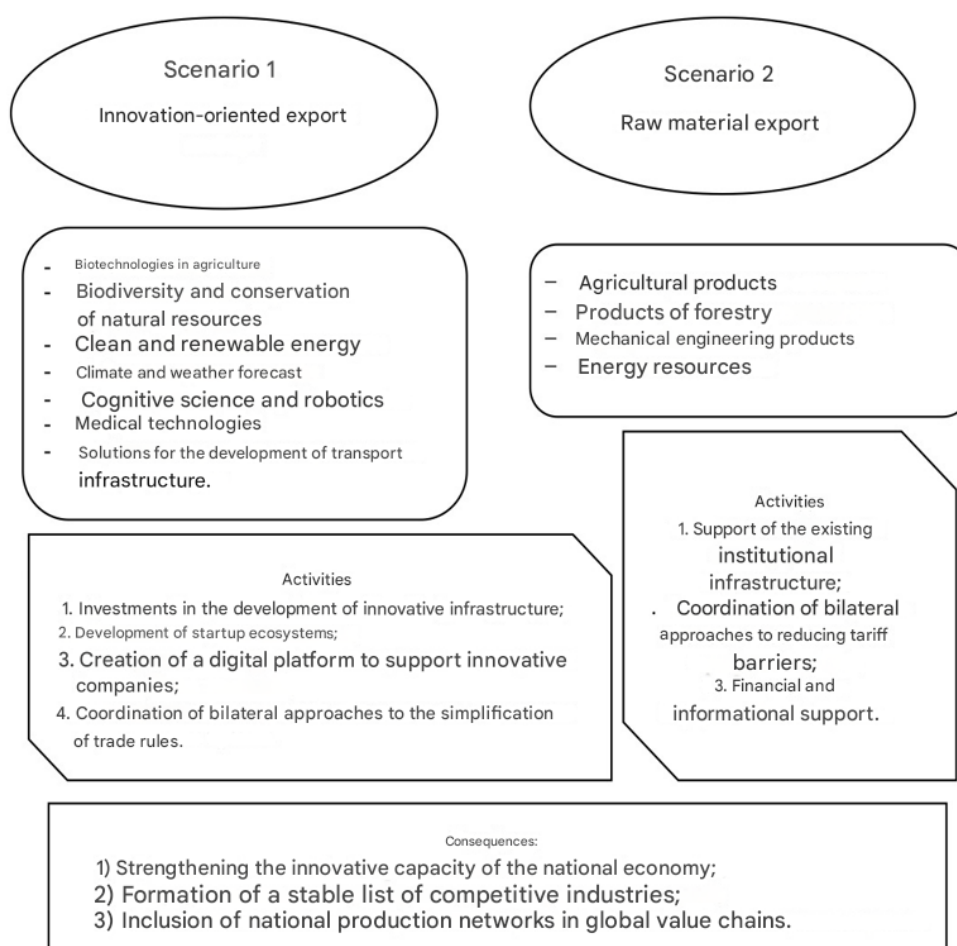 Scenario 1
Innovation-oriented export
Scenario 2
Raw material export
- Biotechnologies in agriculture
- Biodiversity and conservation
of natural resources
- Clean and renewable energy
- Climate and weather forecast
- Cognitive science and robotics
- Medical technologies
- Solutions for the development of transport
infrastructure.
– Agricultural products
– Products of forestry
– Mechanical engineering products
– Energy resources
Activities
1. Investments in the development of innovative infrastructure;
2. Development of startup ecosystems;
3. Creation of a digital platform to support innovative
companies;
4. Coordination of bilateral approaches to the simplification
of trade rules.
Activities
1. Support of the existing
institutional
infrastructure;
. Coordination of bilateral
approaches to reducing tariff
barriers;
3. Financial and
informational support.
Consequences:
1) Strengthening the innovative capacity of the national economy;
2) Formation of a stable list of competitive industries;
3) Inclusion of national production networks in global value chains.